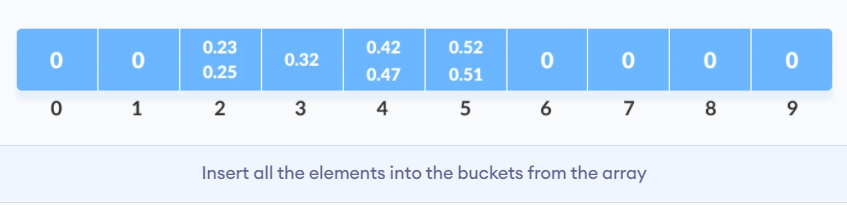 0 0 0.23 0.32 0.42 0.52 0 0 0 0
0.25 0.47 0.51
0 1 2 3 4 5 6 7 8 9
Insert all the elements into the buckets from the array